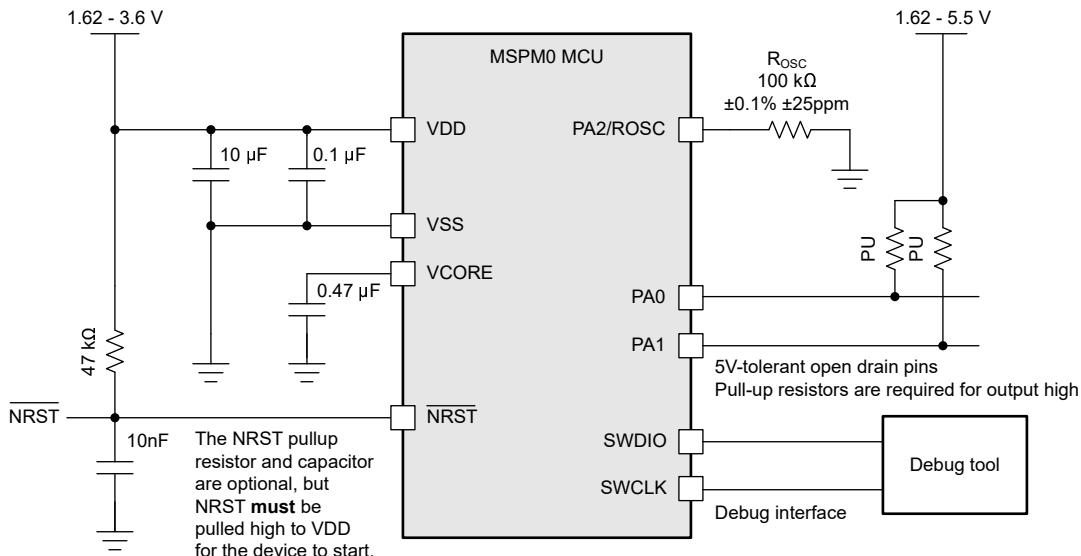 1.62 - 3.6 V
1.62 - 5.5 V
MSPM0 MCU
ROSC
100 kΩ
±0.1% ±25ppm
VDD
PA2/ROSC
10 µF
0.1 µF
VSS
PU
PU
VCORE
0.47 µF
PA0
47 kΩ
PA1
5V-tolerant open drain pins
Pull-up resistors are required for output high
NRST
NRST
10nF
The NRST pullup
resistor and capacitor
are optional, but
NRST must be
pulled high to VDD
for the device to start.
SWDIO
SWCLK
Debug tool
Debug interface